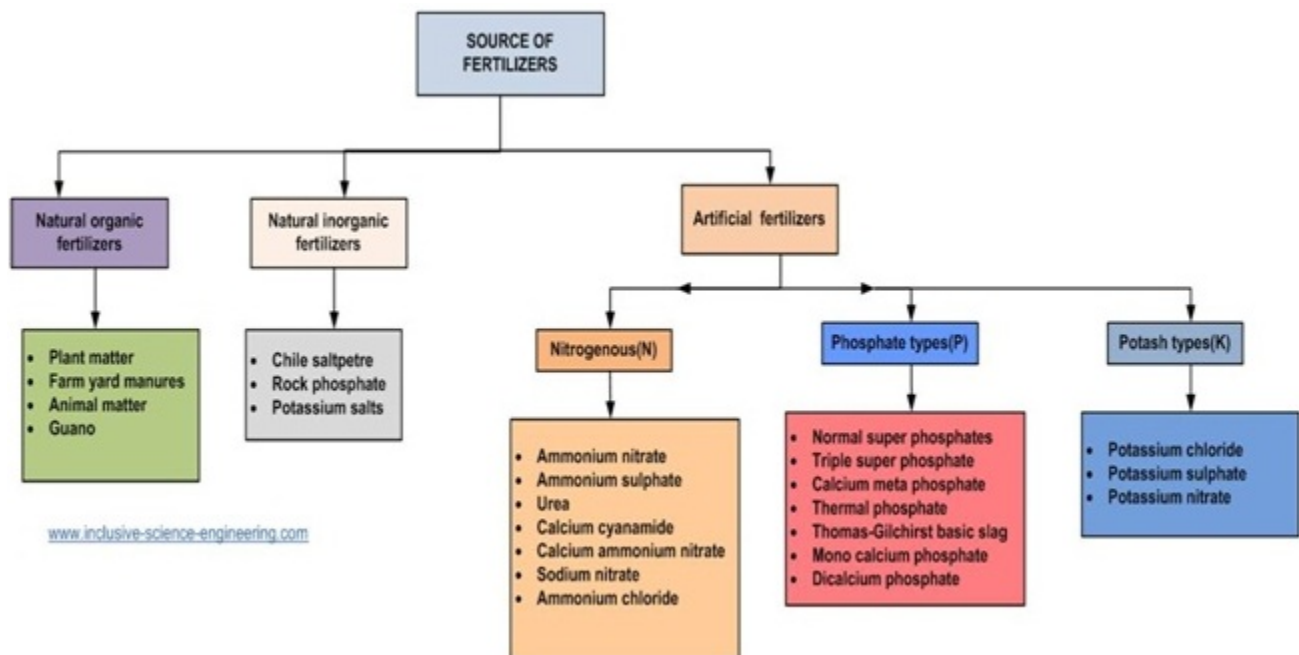 SOURCE OF
FERTILIZERS
Natural organic
fertilizers
Natural inorganic
fertilizers
Artificial fertilizers
• Plant matter
• Farm yard manures
• Animal matter
• Guano
• Chile saltpetre
• Rock phosphate
• Potassium salts
Nitrogenous(N)
Phosphate types(P)
Potash types(K)
• Ammonium nitrate
• Ammonium sulphate
• Urea
• Calcium cyanamide
• Calcium ammonium nitrate
• Sodium nitrate
• Ammonium chloride
• Normal super phosphates
• Triple super phosphate
• Calcium meta phosphate
• Thermal phosphate
• Thomas-Gilchirst basic slag
• Mono calcium phosphate
• Dicalcium phosphate
• Potassium chloride
• Potassium sulphate
• Potassium nitrate
www.inclusive-science-engineering.com